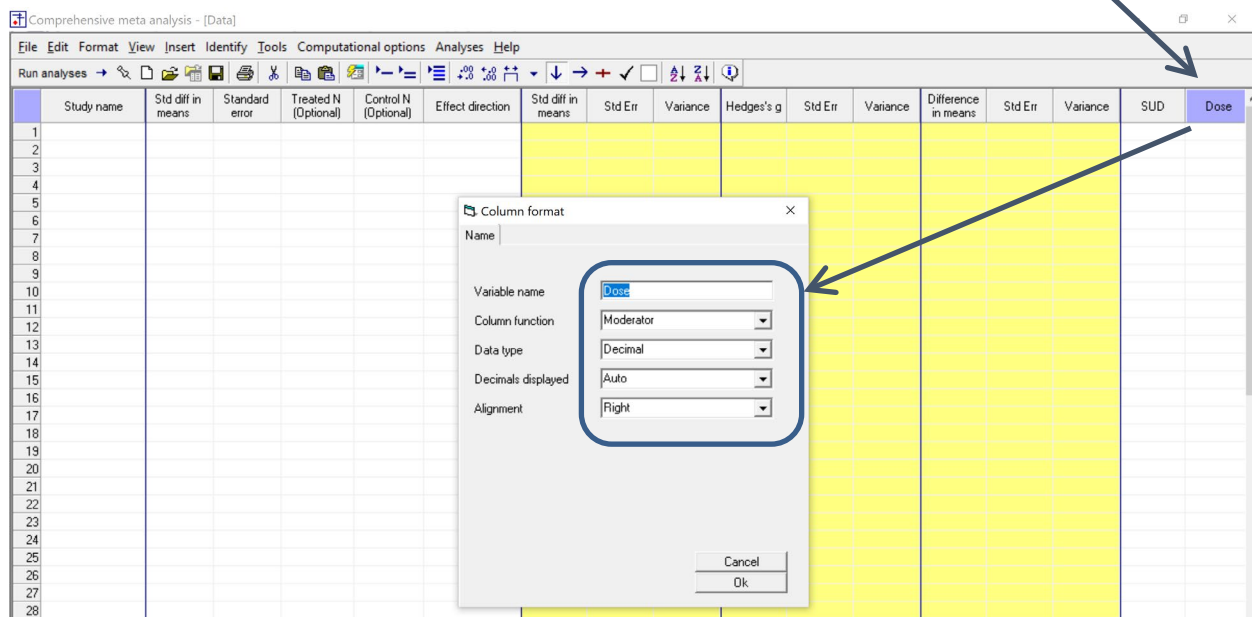 Comprehensive meta analysis - [Data]
File Edit Format View Insert Identify Tools Computational options Analyses Help
Run analyses
Study name Std diff in means Standard error Treated N (Optional) Control N (Optional) Effect direction Std diff in means Std Err Variance Hedges's g Std Err Variance Difference in means Std Err Variance SUD Dose
1
2
3
4
5
6
7
8
9
10
11
12
13
14
15
16
17
18
19
20
21
22
23
24
25
26
27
28
Column format
Name
Variable name Dose
Column function Moderator
Data type Decimal
Decimals displayed Auto
Alignment Right
Cancel
Ok